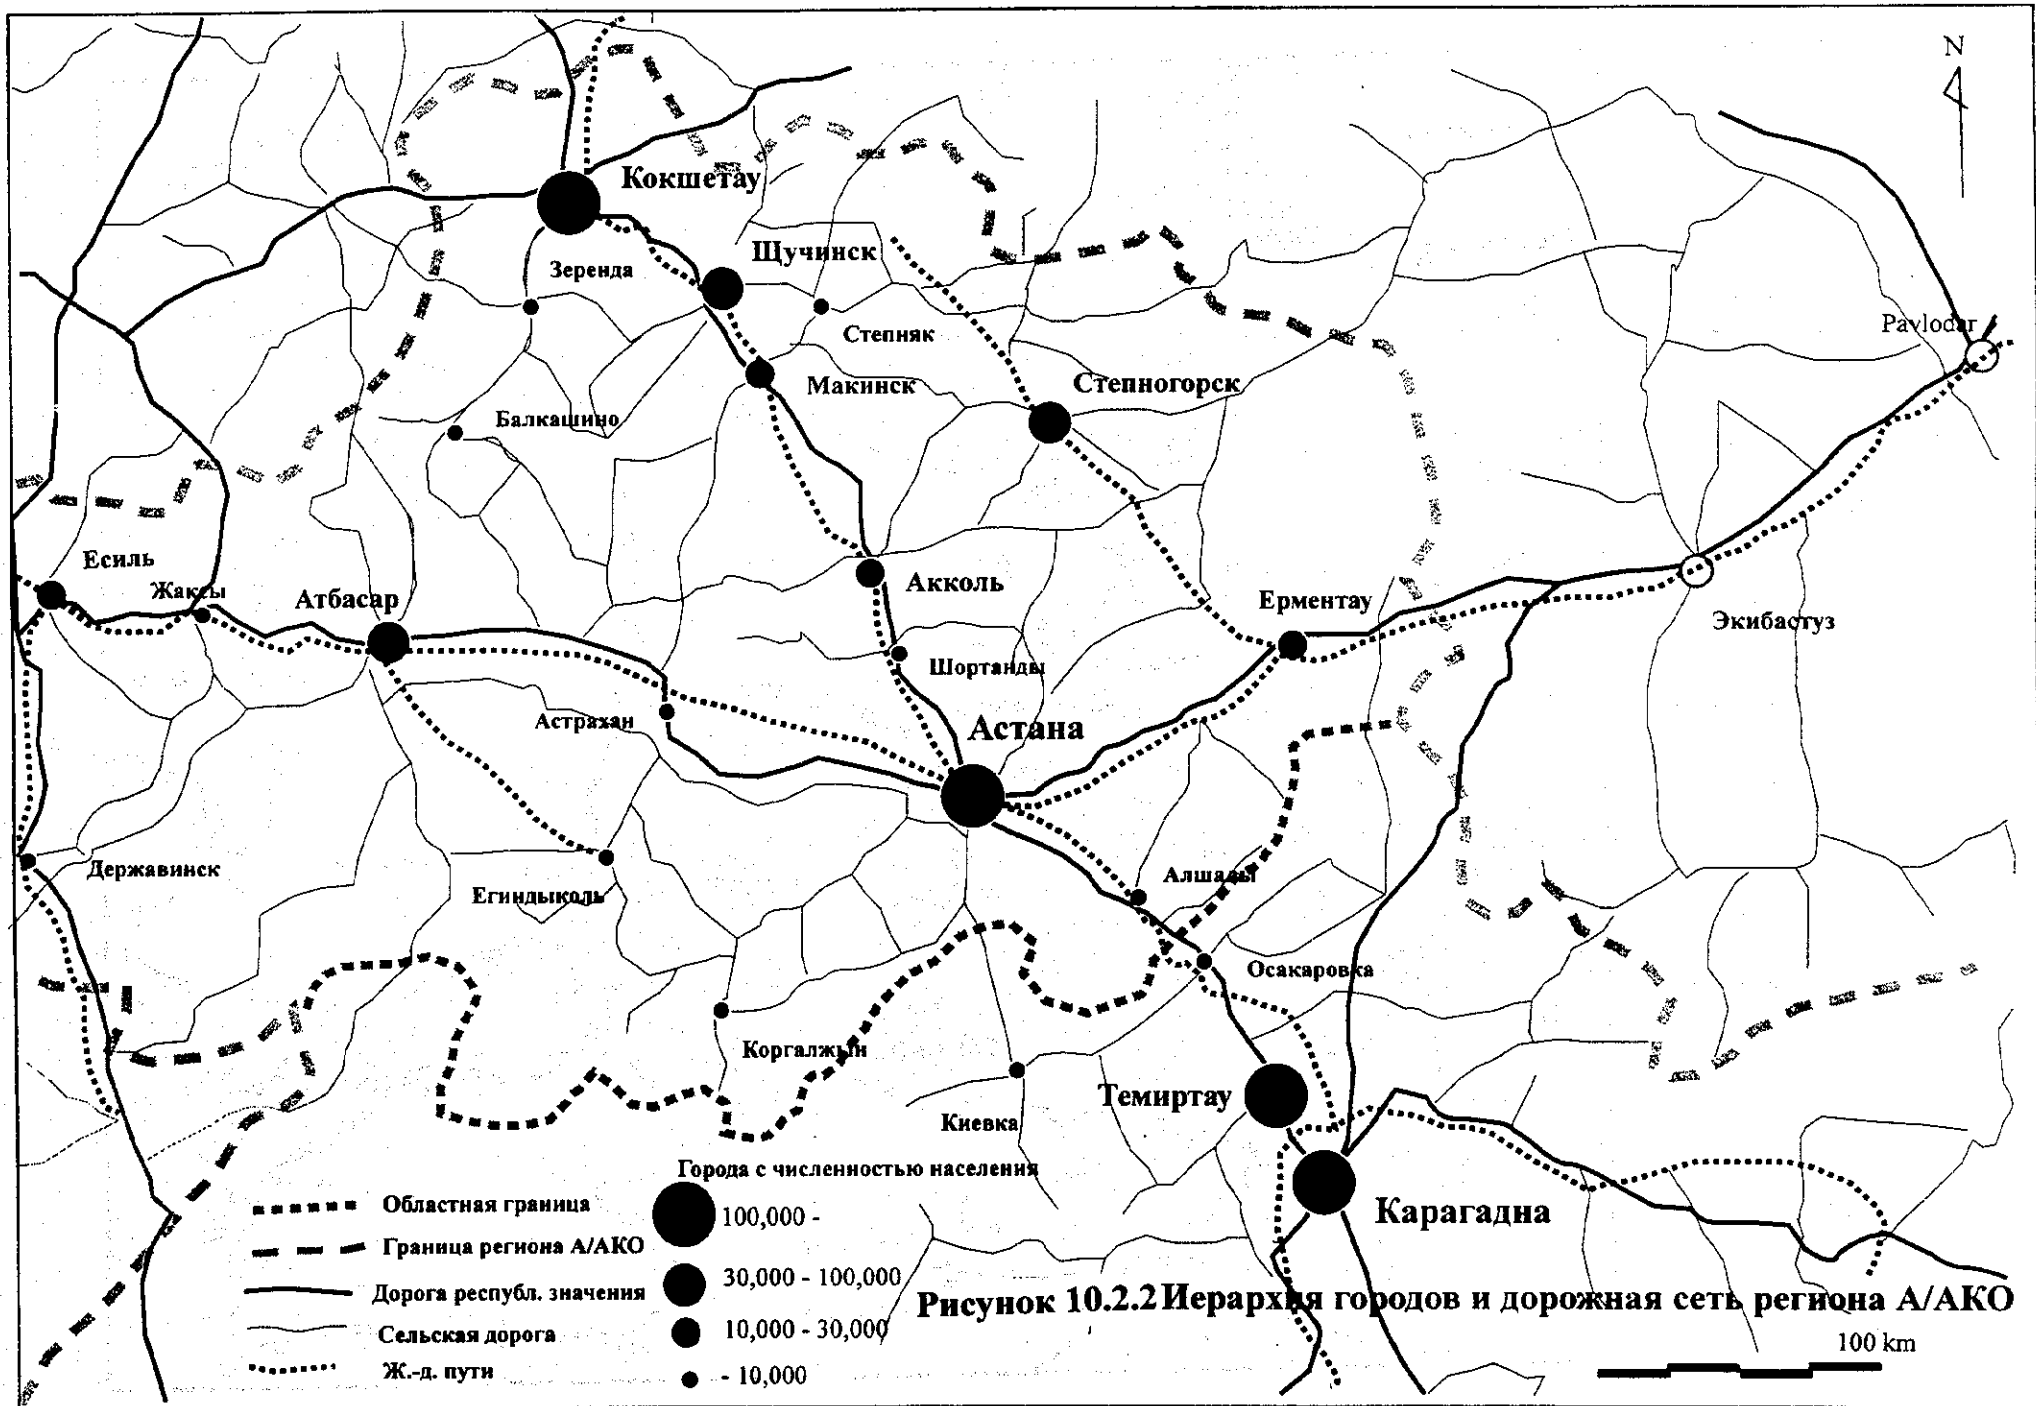 N
Кокшетау
Щучинск
Зеренда
Степняк
Pavlodar
Макинск
Степногорск
Балкашино
Есиль
Жаксы
Атбасар
Акколь
Ерментау
Экибастуз
Шортанды
Астрахан
Астана
Державинск
Егиндыколь
Алшалы
Осакаровка
Коргалжын
Киевка
Темиртау
Карагадна
Города с численностью населения
Областная граница
100,000 -
Граница региона А/АКО
30,000 - 100,000
Дорога республ. значения
Сельская дорога
10,000 - 30,000
Ж.-д. пути
- 10,000
Рисунок 10.2.2 Иерархия городов и дорожная сеть региона А/АКО
100 km